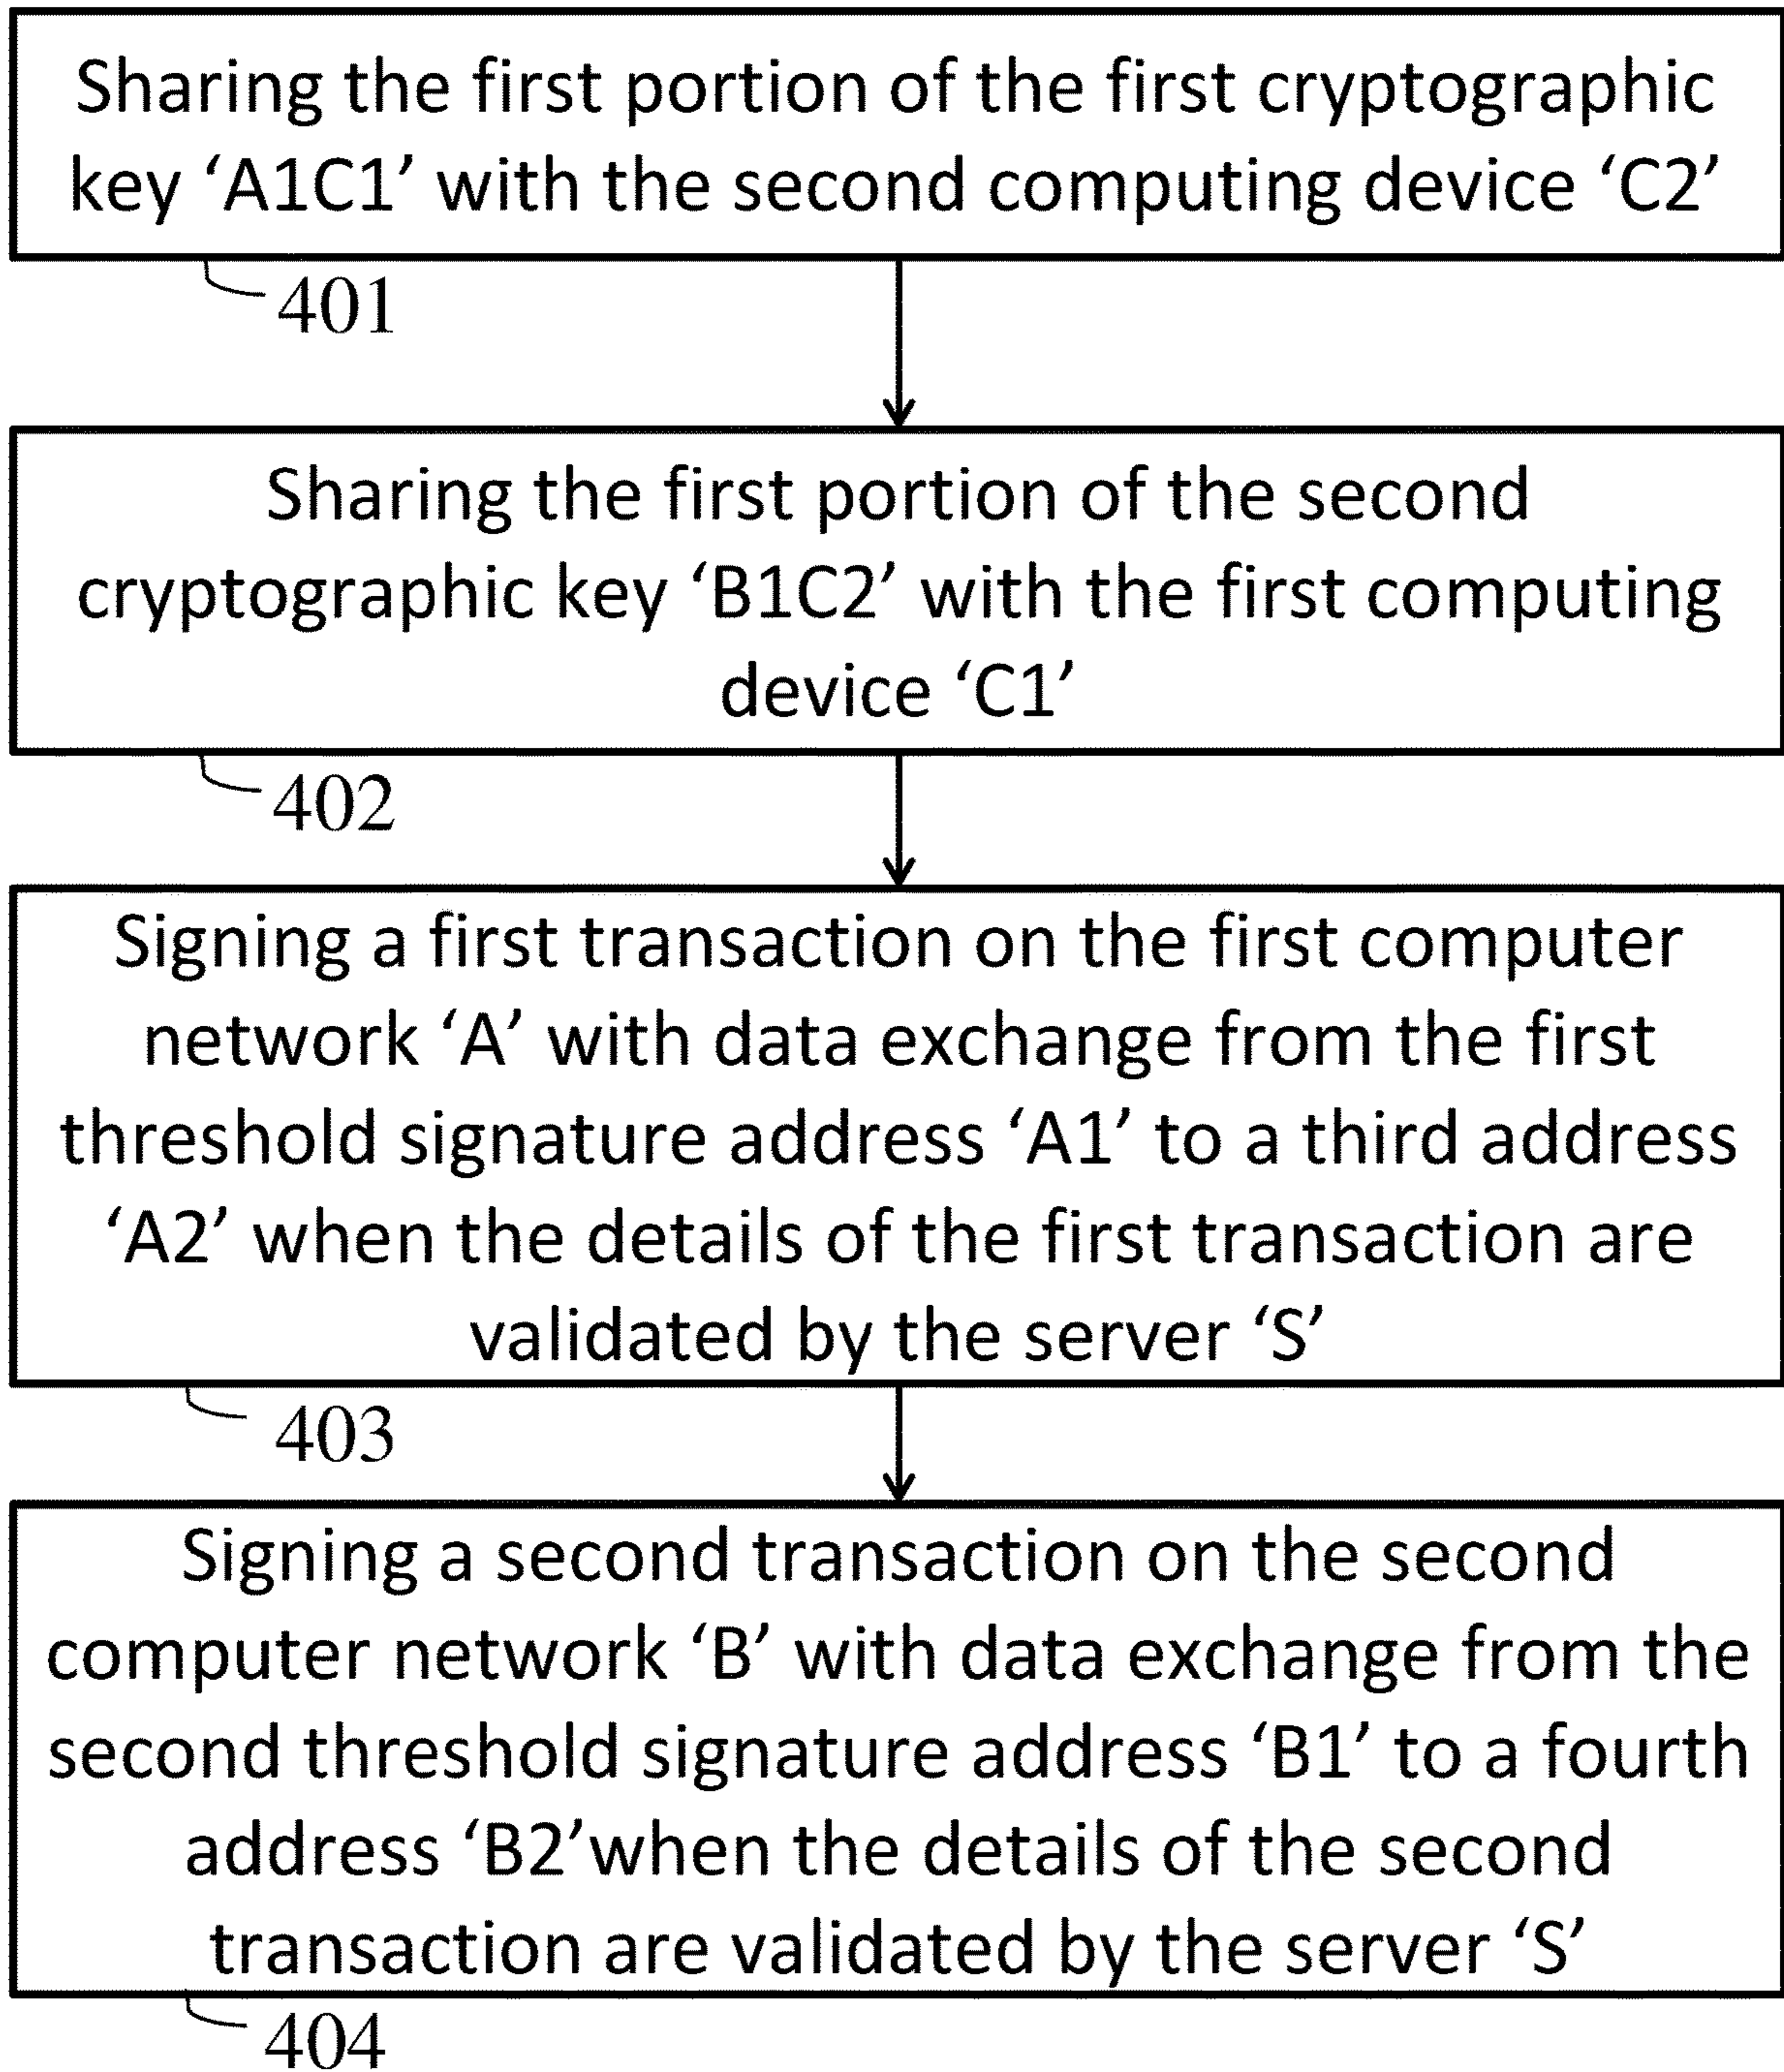 Sharing the first portion of the first cryptographic
key ‘A1C1’ with the second computing device ‘C2’
401
Sharing the first portion of the second
cryptographic key ‘B1C2’ with the first computing
device ‘C1’
402
Signing a first transaction on the first computer
network ‘A’ with data exchange from the first
threshold signature address ‘A1’ to a third address
‘A2’ when the details of the first transaction are
validated by the server ‘S’
403
Signing a second transaction on the second
computer network ‘B’ with data exchange from the
second threshold signature address ‘B1’ to a fourth
address ‘B2’when the details of the second
transaction are validated by the server ‘S’
404